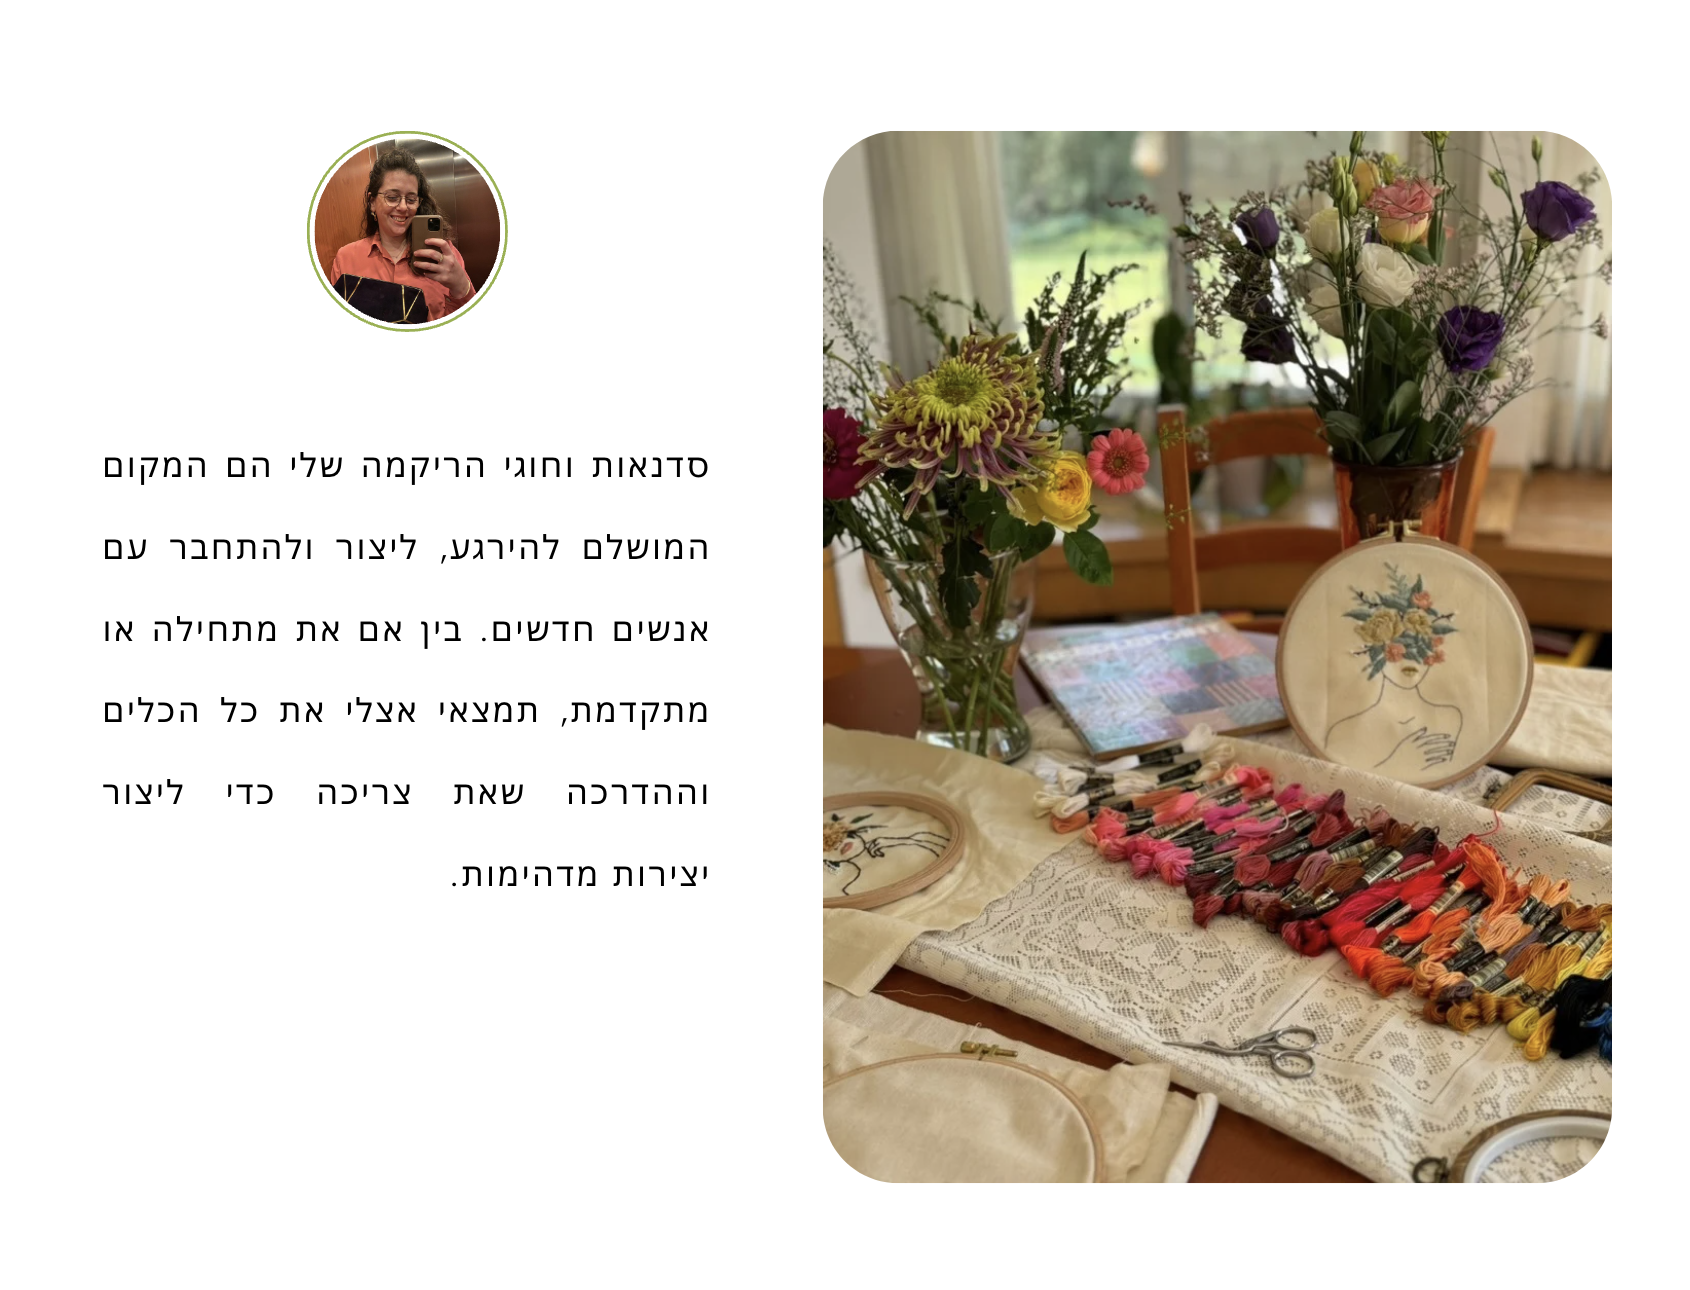 סדנאות וחוגי הריקמה שלי הם המקום
המושלם להירגע, ליצור ולהתחבר עם
אנשים חדשים. בין אם את מתחילה או
מתקדמת, תמצאי אצלי את כל הכלים
וההדרכה שאת צריכה כדי ליצור
יצירות מדהימות.